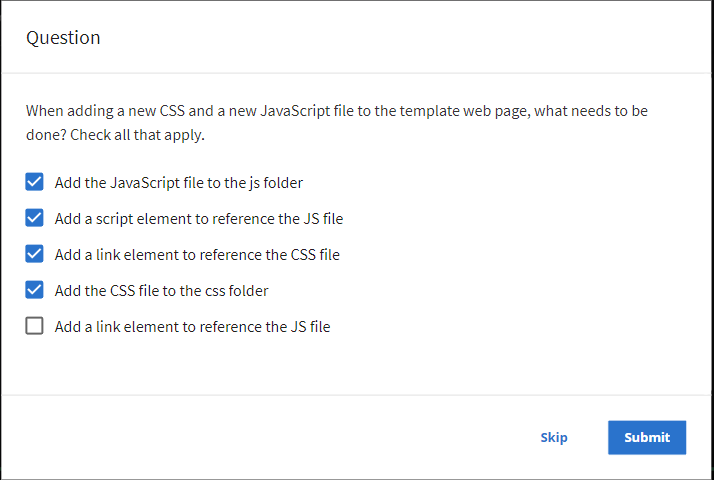 Question
When adding a new CSS and a new JavaScript file to the template web page, what needs to be
done? Check all that apply.
Add the JavaScript file to the js folder
Add a script element to reference the JS file
Add a link element to reference the CSS file
Add the CSS file to the css folder
Add a link element to reference the JS file
Skip
Submit